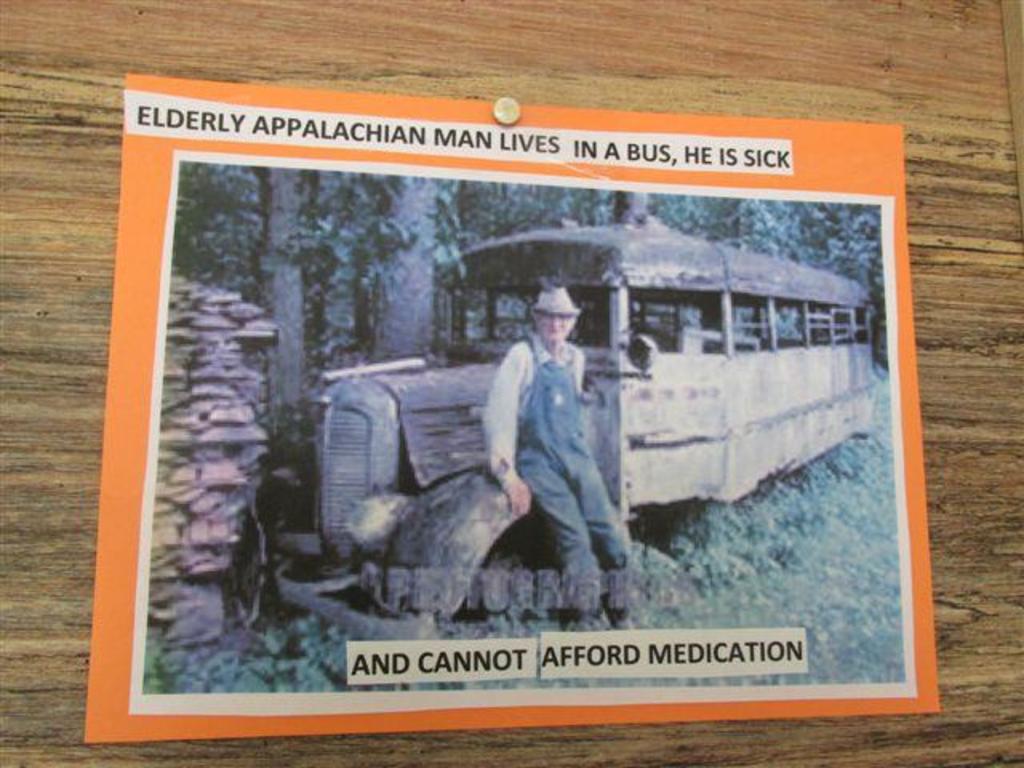 ELDERLY APPALACHIAN MAN LIVES IN A BUS, HE IS SICK
AND CANNOT AFFORD MEDICATION